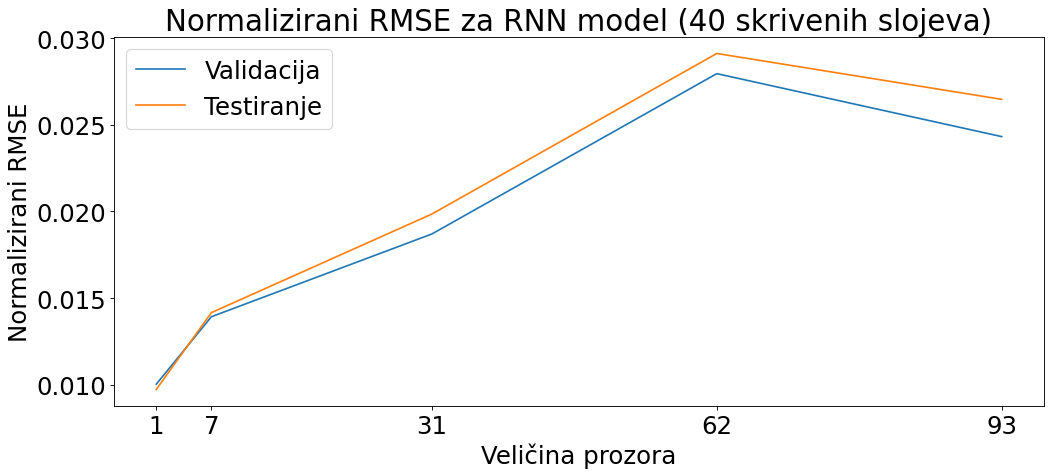 Normalizirani RMSE za RNN model (40 skrivenih slojeva)
Validacija
Testiranje
Normalizirani RMSE
0.030
0.025
0.020
0.015
0.010
1 7 31 62 93
Veličina prozora